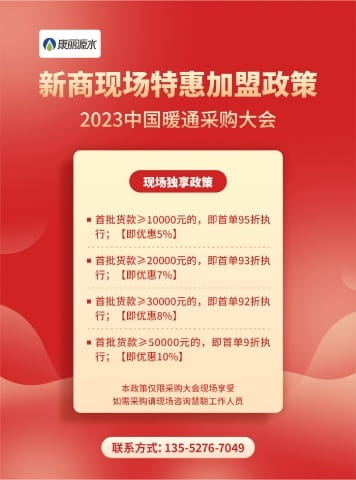 康丽源水
新商现场特惠加盟政策
2023中国暖通采购大会
现场独享政策
首批货款≥10000元的，即首单95折执
行；【即优惠5%】
首批货款≥20000元的，即首单93折执
行；【即优惠7%】
首批货款≥30000元的，即首单92折执
行；【即优惠8%】
首批货款≥50000元的，即首单9折执
行；【即优惠10%】
本政策仅限采购大会现场享受
如需采购请现场咨询慧聪工作人员
联系方式：135-5276-7049